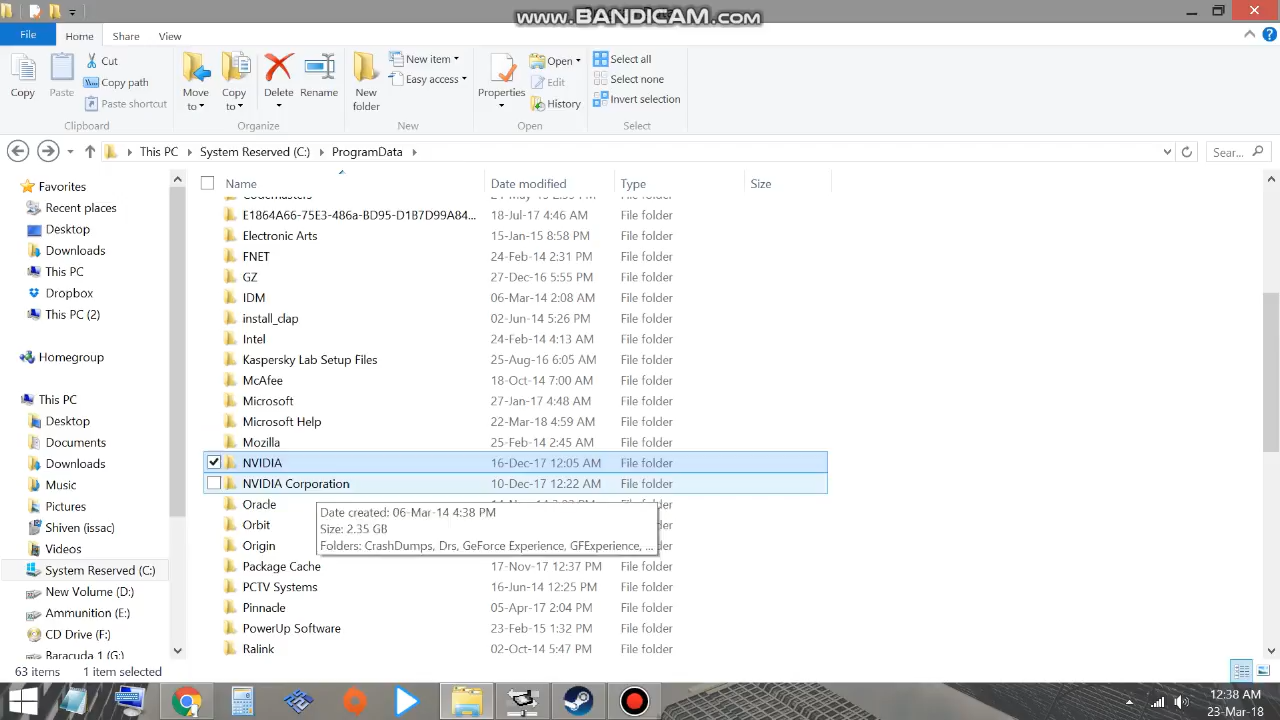 www.BANDICAM.com
File Home Share View
Copy
Paste
Cut
Copy path
Paste shortcut
Clipboard
Move to
Copy to
Delete
Rename
Organize
New folder
New item
Easy access
New
Properties
Open
Edit
History
Open
Select all
Select none
Invert selection
Select
This PC System Reserved (C:) ProgramData
Sear...
Favorites
Recent places
Desktop
Downloads
This PC
Dropbox
This PC (2)
Homegroup
This PC
Desktop
Documents
Downloads
Music
Pictures
Shiven (issac)
Videos
System Reserved (C:)
New Volume (D:)
Ammunition (E:)
CD Drive (F:)
Baracuda 1 (G:)
Name Date modified Type Size
Codemasters 24-May-15 2:55 PM File folder
E1864A66-75E3-486a-BD95-D1B7D99A84... 18-Jul-17 4:46 AM File folder
Electronic Arts 15-Jan-15 8:58 PM File folder
FNET 24-Feb-14 2:31 PM File folder
GZ 27-Dec-16 5:55 PM File folder
IDM 06-Mar-14 2:08 AM File folder
install_clap 02-Jun-14 5:26 PM File folder
Intel 24-Feb-14 4:13 AM File folder
Kaspersky Lab Setup Files 25-Aug-16 6:05 AM File folder
McAfee 18-Oct-14 7:00 AM File folder
Microsoft 27-Jan-17 4:48 AM File folder
Microsoft Help 22-Mar-18 4:59 AM File folder
Mozilla 25-Feb-14 2:45 AM File folder
NVIDIA 16-Dec-17 12:05 AM File folder
NVIDIA Corporation 10-Dec-17 12:22 AM File folder
Oracle File folder
Orbit
Origin
Date created: 06-Mar-14 4:38 PM
Size: 2.35 GB
Folders: CrashDumps, Drs, GeForce Experience, GFExperience, ...
Package Cache 17-Nov-17 12:37 PM File folder
PCTV Systems 16-Jun-14 12:25 PM File folder
Pinnacle 05-Apr-17 2:04 PM File folder
PowerUp Software 23-Feb-15 1:32 PM File folder
Ralink 02-Oct-14 5:47 PM File folder
63 items 1 item selected
12:38 AM
23-Mar-18